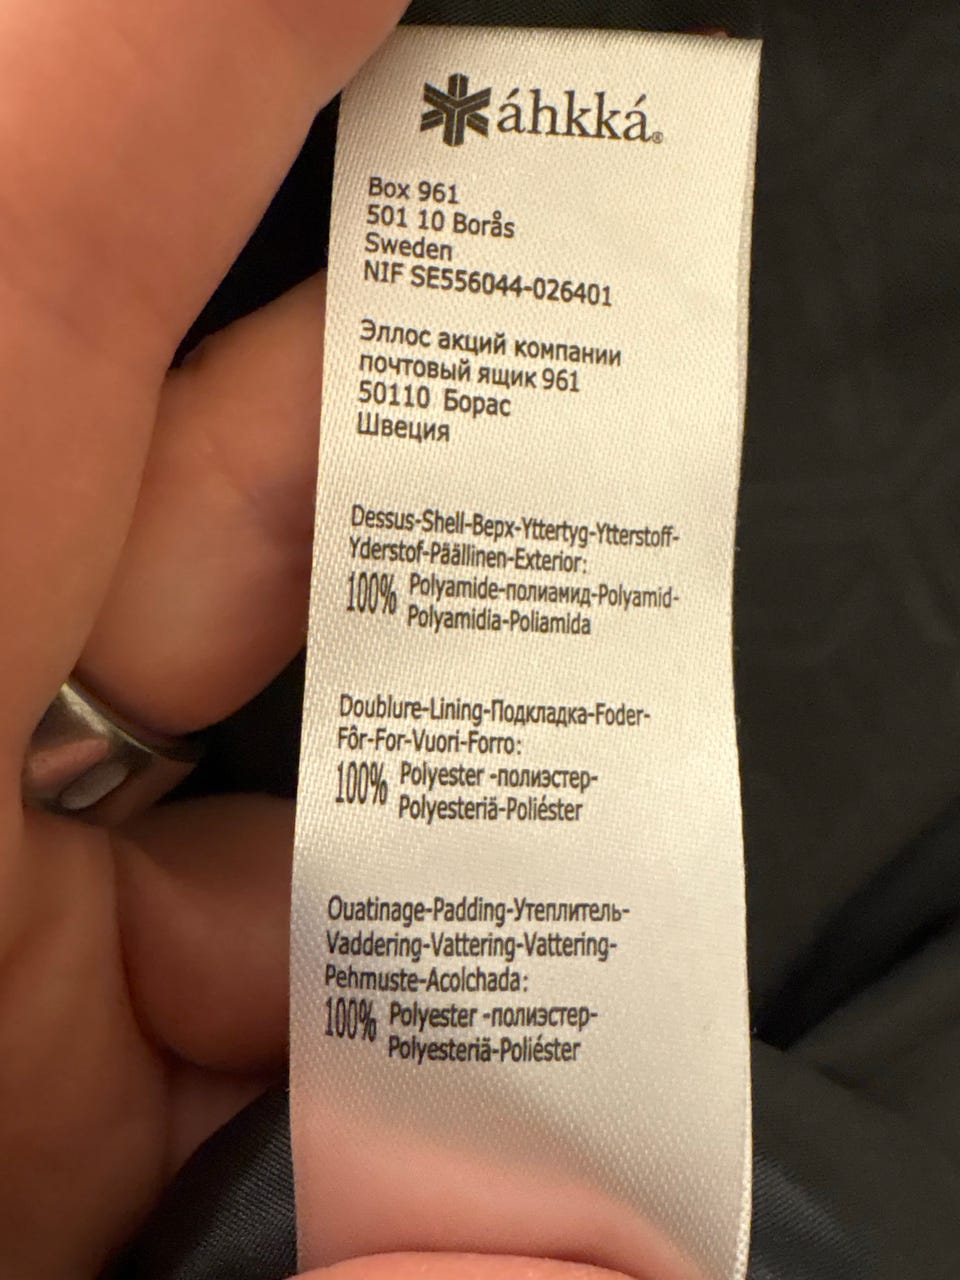 áhkká®
Box 961
501 10 Borås
Sweden
NIF SE556044-026401
Эллос акций компании
почтовый ящик 961
50110 Борас
Швеция
Dessus-Shell-Верх-Yttertyg-Ytterstoff-
Yderstof-Päällinen-Exterior:
100% Polyamide-полиамид-Polyamid-
Polyamidia-Poliamida
Doublure-Lining-Подкладка-Foder-
Fôr-For-Vuori-Forro:
100% Polyester -полиэстер-
Polyesteriä-Poliéster
Ouatinage-Padding-Утеплитель-
Vaddering-Vattering-Vattering-
Pehmuste-Acolchada:
100% Polyester -полиэстер-
Polyesteriä-Poliéster